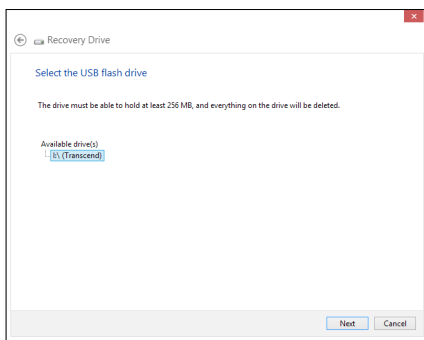 Recovery Drive
Select the USB flash drive
The drive must be able to hold at least 256 MB, and everything on the drive will be deleted.
Available drive(s)
I:\ (Transcend)
Next Cancel